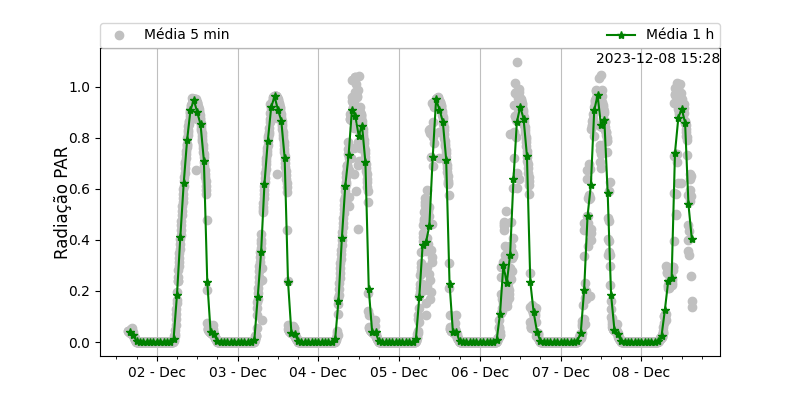 Média 5 min
Média 1 h
2023-12-08 15:28
Radiação PAR
1.0
0.8
0.6
0.4
0.2
0.0
02 - Dec
03 - Dec
04 - Dec
05 - Dec
06 - Dec
07 - Dec
08 - Dec